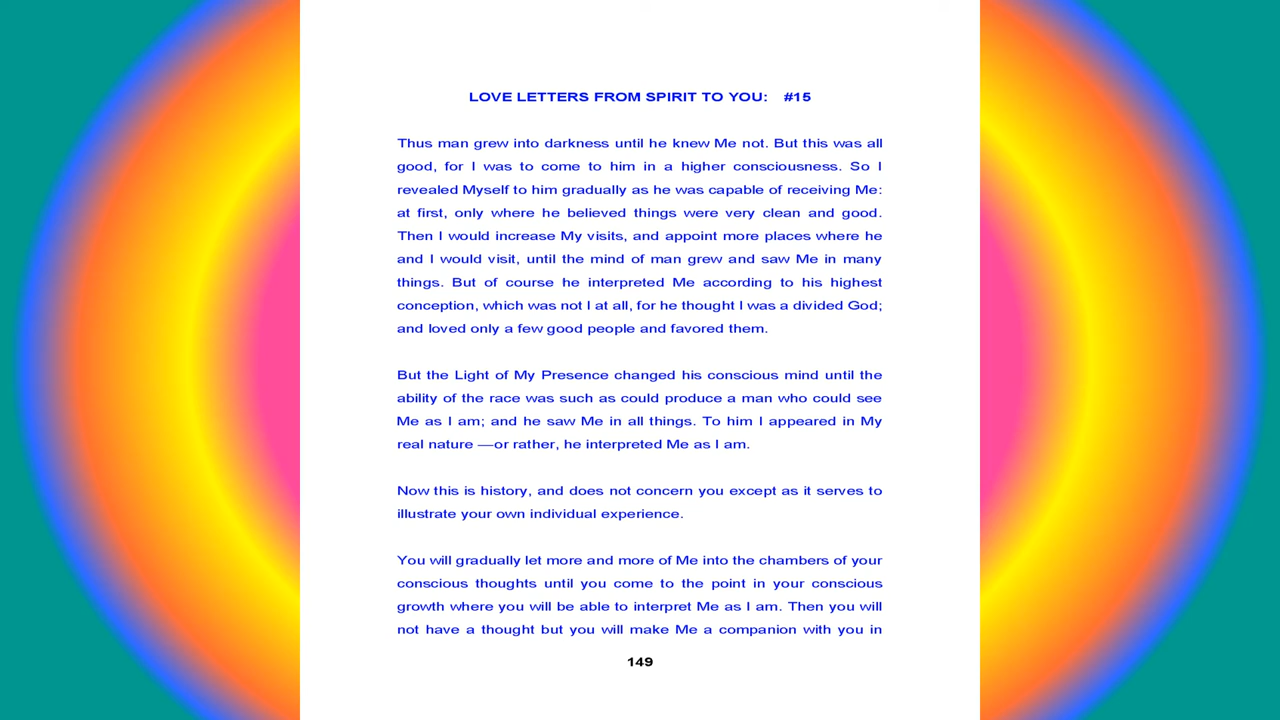 LOVE LETTERS FROM SPIRIT TO YOU: #15
Thus man grew into darkness until he knew Me not. But this was all
good, for I was to come to him in a higher consciousness. So I
revealed Myself to him gradually as he was capable of receiving Me:
at first, only where he believed things were very clean and good.
Then I would increase My visits, and appoint more places where he
and I would visit, until the mind of man grew and saw Me in many
things. But of course he interpreted Me according to his highest
conception, which was not I at all, for he thought I was a divided God;
and loved only a few good people and favored them.
But the Light of My Presence changed his conscious mind until the
ability of the race was such as could produce a man who could see
Me as I am; and he saw Me in all things. To him I appeared in My
real nature —or rather, he interpreted Me as I am.
Now this is history, and does not concern you except as it serves to
illustrate your own individual experience.
You will gradually let more and more of Me into the chambers of your
conscious thoughts until you come to the point in your conscious
growth where you will be able to interpret Me as I am. Then you will
not have a thought but you will make Me a companion with you in
149